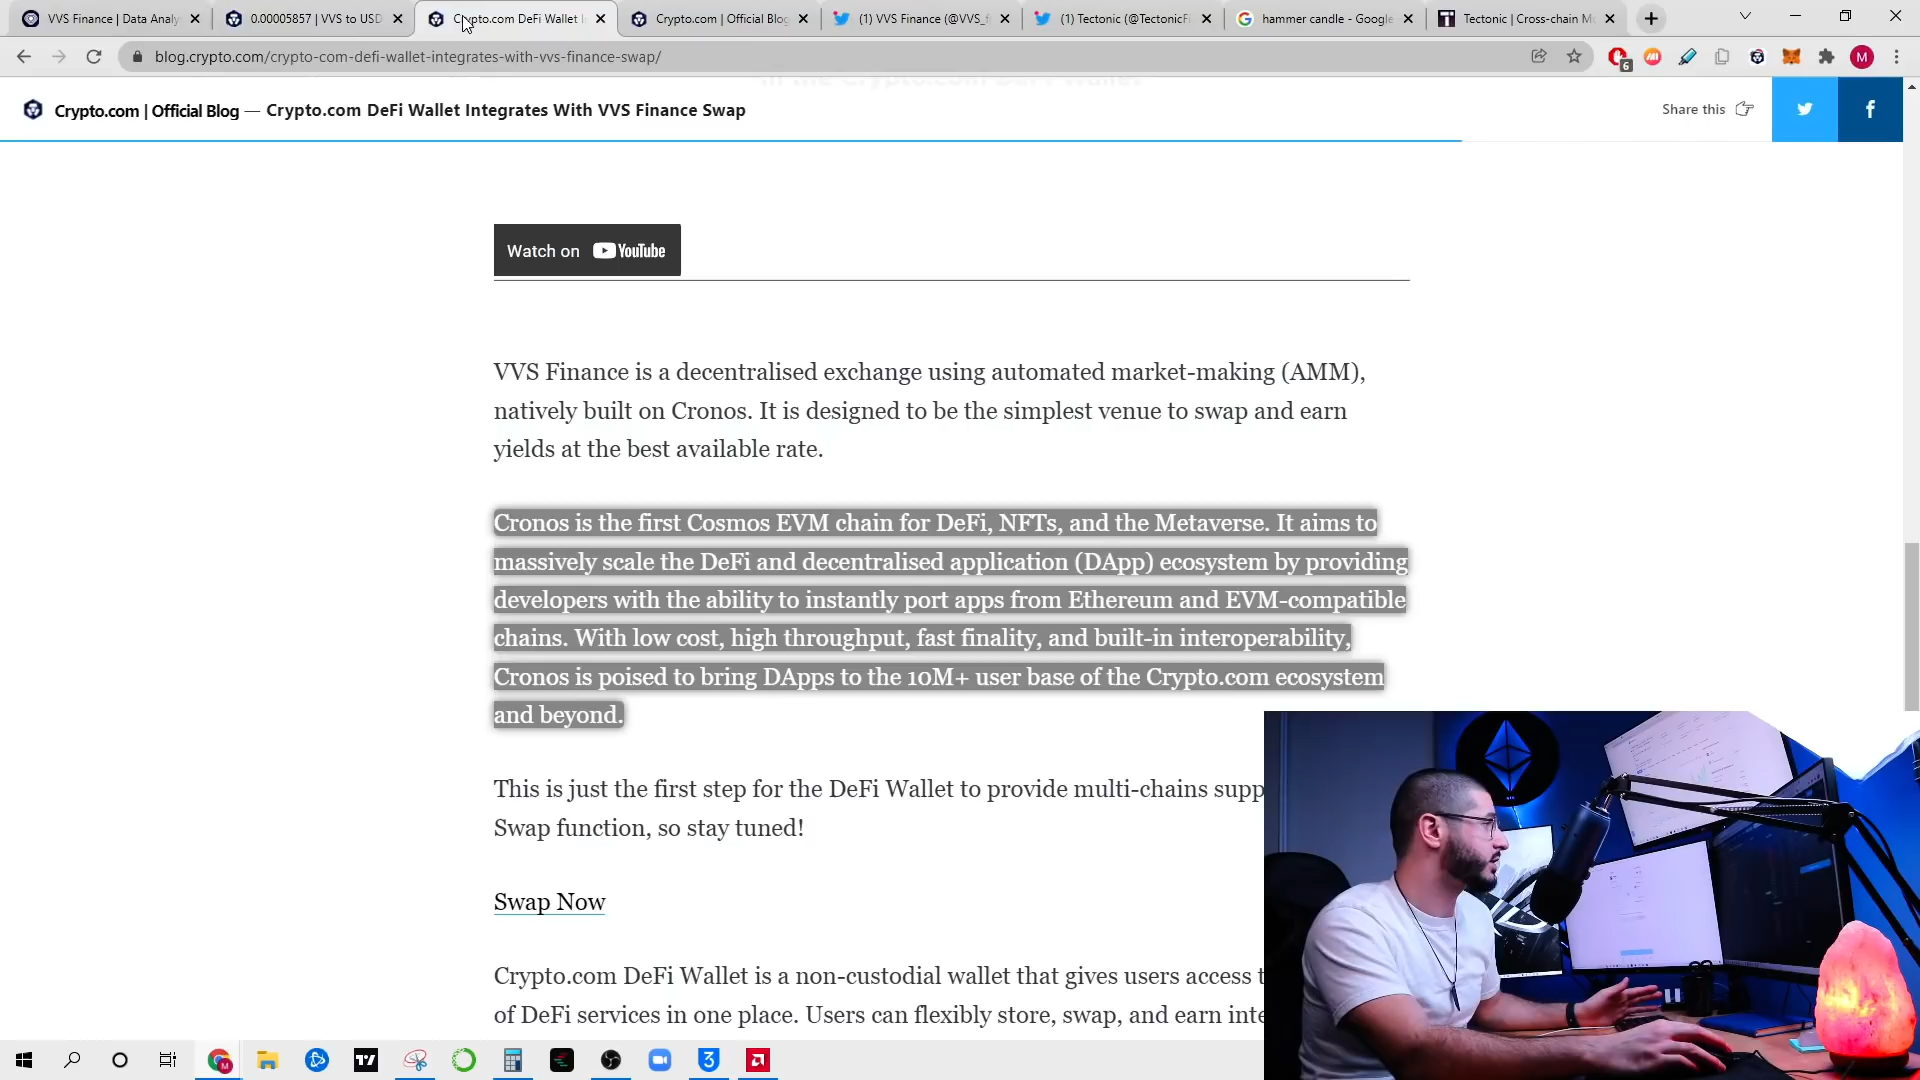 VVS Finance | Data Analy
0.00005857 | VVS to USD
Crypto.com DeFi Wallet I
Crypto.com | Official Blog
(1) VVS Finance (@VVS_f
(1) Tectonic (@TectonicFi
hammer candle - Google
Tectonic | Cross-chain M
blog.crypto.com/crypto-com-defi-wallet-integrates-with-vvs-finance-swap/
6
M
in the Crypto.com DeFi Wallet
Crypto.com | Official Blog — Crypto.com DeFi Wallet Integrates With VVS Finance Swap
Share this
Watch on YouTube
VVS Finance is a decentralised exchange using automated market-making (AMM),
natively built on Cronos. It is designed to be the simplest venue to swap and earn
yields at the best available rate.
Cronos is the first Cosmos EVM chain for DeFi, NFTs, and the Metaverse. It aims to
massively scale the DeFi and decentralised application (DApp) ecosystem by providing
developers with the ability to instantly port apps from Ethereum and EVM-compatible
chains. With low cost, high throughput, fast finality, and built-in interoperability,
Cronos is poised to bring DApps to the 10M+ user base of the Crypto.com ecosystem
and beyond.
This is just the first step for the DeFi Wallet to provide multi-chains supp
Swap function, so stay tuned!
Swap Now
Crypto.com DeFi Wallet is a non-custodial wallet that gives users access t
of DeFi services in one place. Users can flexibly store, swap, and earn inte